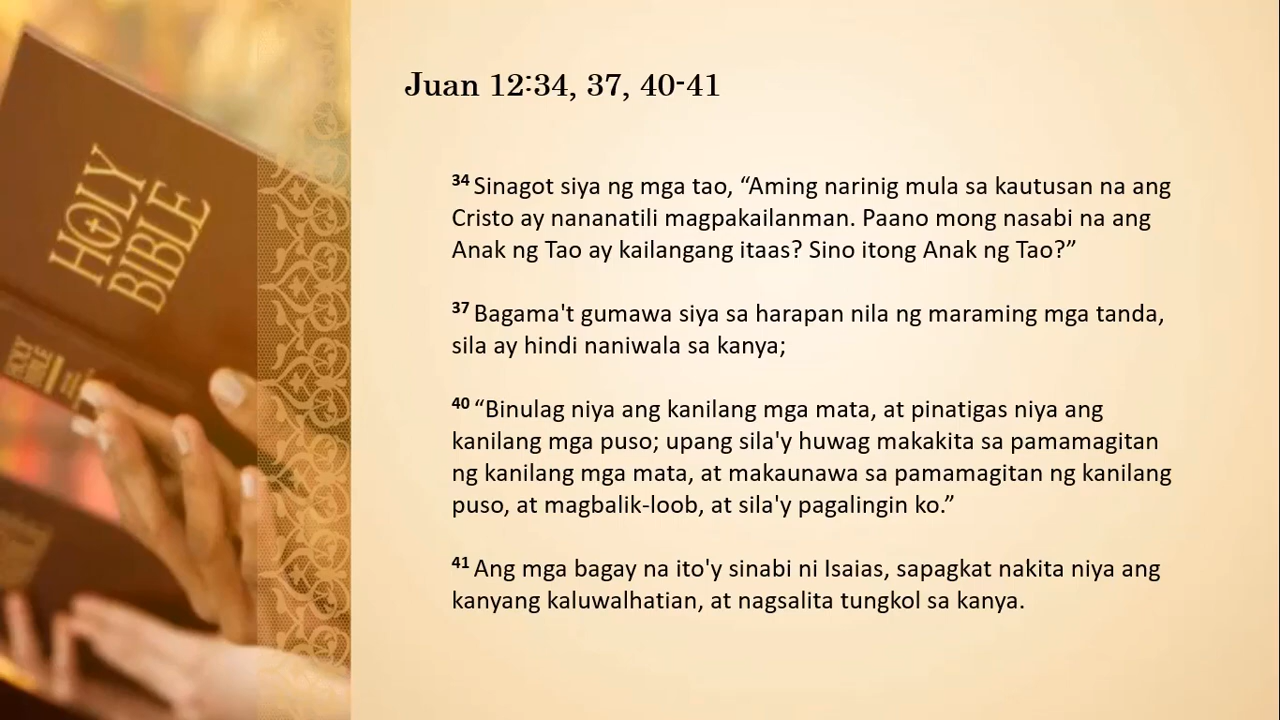 HOLY
BIBLE
HOLY
BIBLE
Juan 12:34, 37, 40-41
34 Sinagot siya ng mga tao, “Aming narinig mula sa kautusan na ang
Cristo ay nananatili magpakailanman. Paano mong nasabi na ang
Anak ng Tao ay kailangang itaas? Sino itong Anak ng Tao?”
37 Bagama't gumawa siya sa harapan nila ng maraming mga tanda,
sila ay hindi naniwala sa kanya;
40 “Binulag niya ang kanilang mga mata, at pinatigas niya ang
kanilang mga puso; upang sila'y huwag makakita sa pamamagitan
ng kanilang mga mata, at makaunawa sa pamamagitan ng kanilang
puso, at magbalik-loob, at sila'y pagalingin ko.”
41 Ang mga bagay na ito'y sinabi ni Isaias, sapagkat nakita niya ang
kanyang kaluwalhatian, at nagsalita tungkol sa kanya.